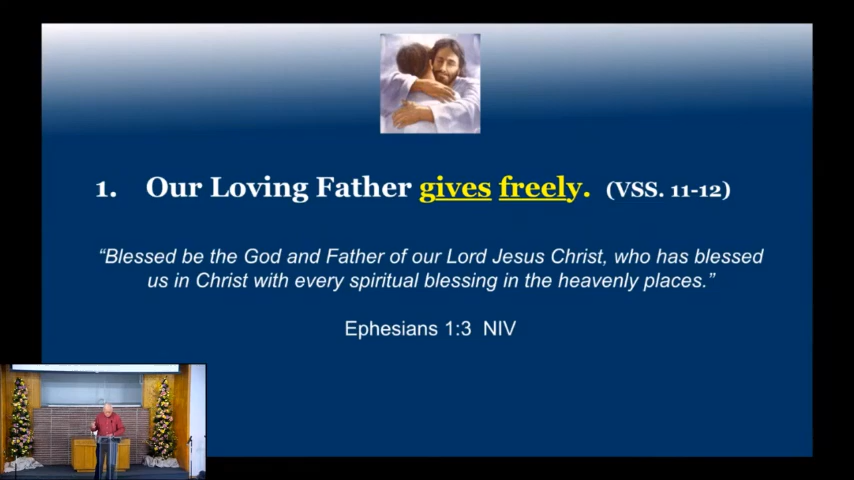 1. Our Loving Father gives freely. (VSS. 11-12)
“Blessed be the God and Father of our Lord Jesus Christ, who has blessed
us in Christ with every spiritual blessing in the heavenly places.”
Ephesians 1:3 NIV